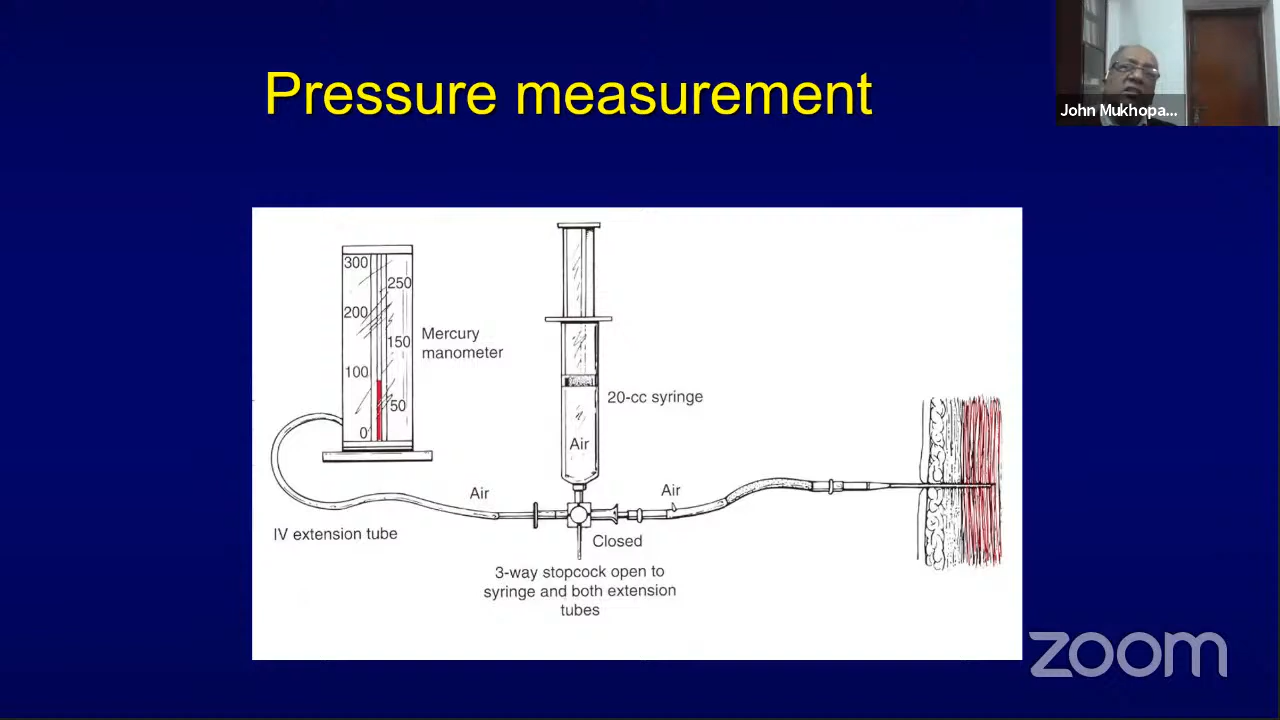 Pressure measurement
John Mukhopa...
300
250
200
150
100
50
0
Mercury
manometer
20-cc syringe
Air
Air
Air
IV extension tube
Closed
3-way stopcock open to
syringe and both extension
tubes
zoom